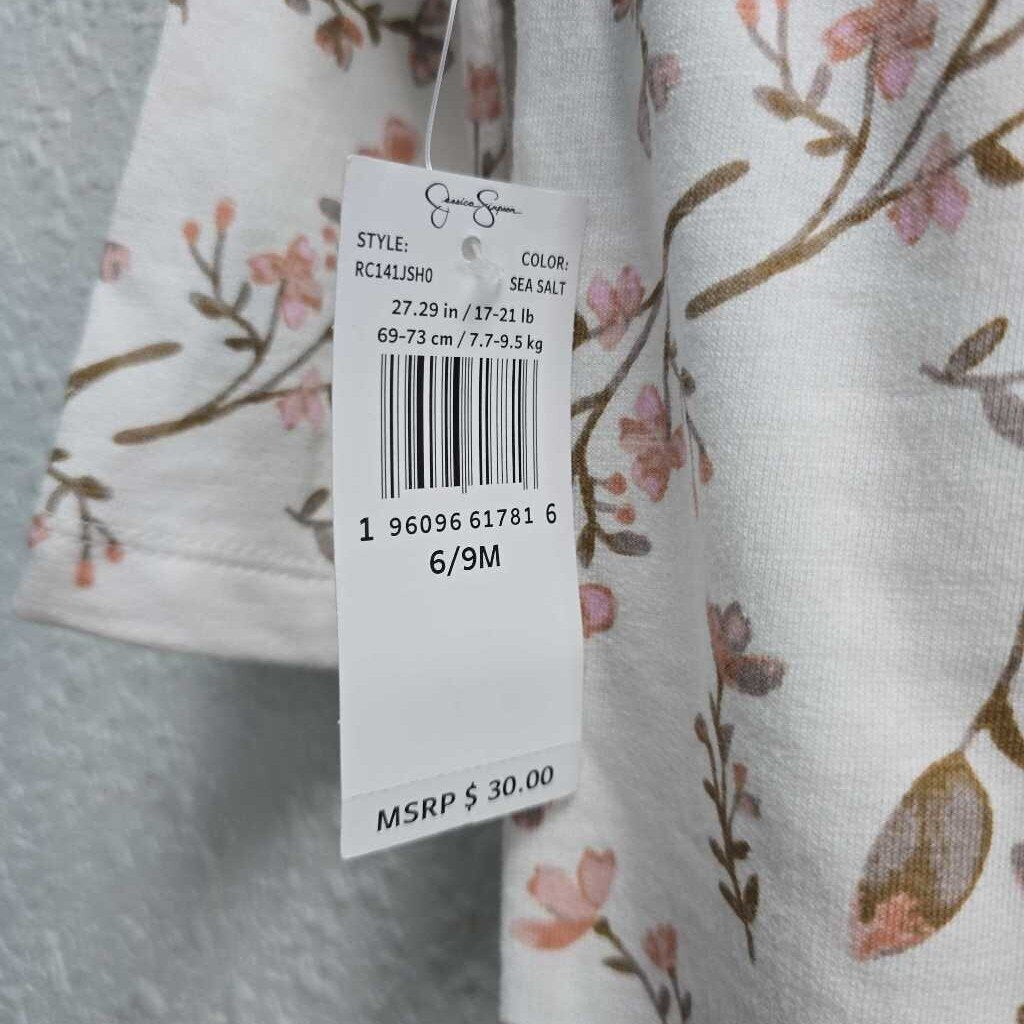 Jessica Simpson
STYLE:
RC141JSH0
COLOR:
SEA SALT
27.29 in / 17-21 lb
69-73 cm / 7.7-9.5 kg
1 96096 61781 6
6/9M
MSRP $ 30.00